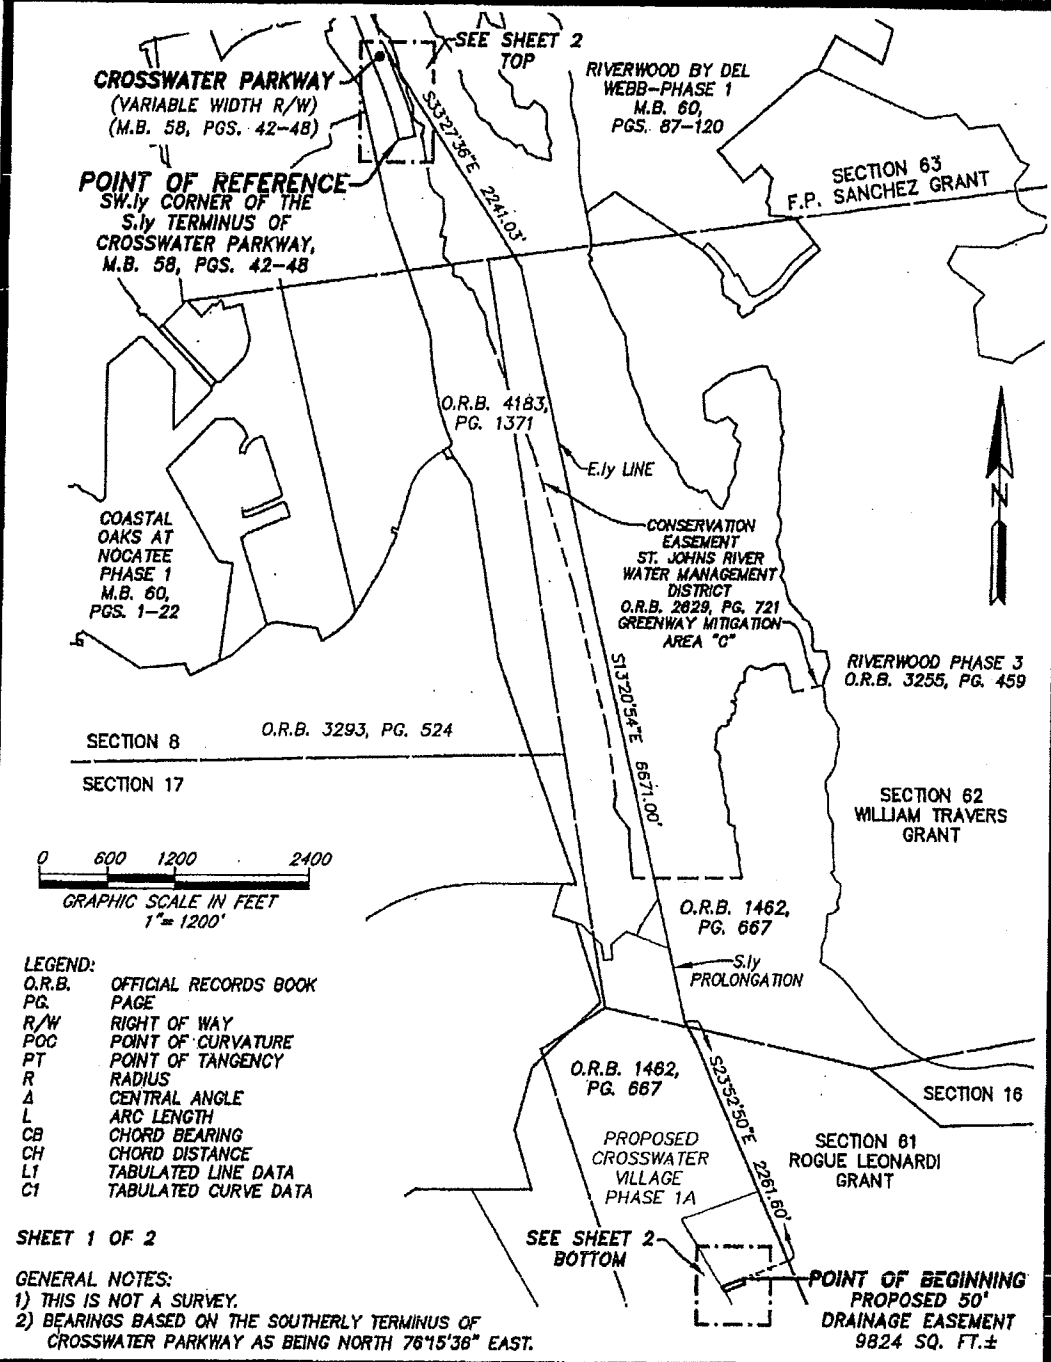 SEE SHEET 2
TOP
CROSSWATER PARKWAY
(VARIABLE WIDTH R/W)
(M.B. 58, PGS. 42-48)
RIVERWOOD BY DEL
WEBB-PHASE 1
M.B. 60,
PGS. 87-120
S33°27'36"E 2241.03'
SECTION 63
F.P. SANCHEZ GRANT
POINT OF REFERENCE
SW.ly CORNER OF THE
S.ly TERMINUS OF
CROSSWATER PARKWAY,
M.B. 58, PGS. 42-48
O.R.B. 4183,
PG. 1371
E.ly LINE
N
COASTAL
OAKS AT
NOCATEE
PHASE 1
M.B. 60,
PGS. 1-22
CONSERVATION
EASEMENT
ST. JOHNS RIVER
WATER MANAGEMENT
DISTRICT
O.R.B. 2629, PG. 721
GREENWAY MITIGATION
AREA "C"
S13°20'54"E 6671.00'
RIVERWOOD PHASE 3
O.R.B. 3255, PG. 459
SECTION 8
O.R.B. 3293, PG. 524
SECTION 17
SECTION 62
WILLIAM TRAVERS
GRANT
0 600 1200 2400
GRAPHIC SCALE IN FEET
1"= 1200'
O.R.B. 1462,
PG. 667
S.ly
PROLONGATION
LEGEND:
O.R.B. OFFICIAL RECORDS BOOK
PG. PAGE
R/W RIGHT OF WAY
POC POINT OF CURVATURE
PT POINT OF TANGENCY
R RADIUS
Δ CENTRAL ANGLE
L ARC LENGTH
CB CHORD BEARING
CH CHORD DISTANCE
L1 TABULATED LINE DATA
C1 TABULATED CURVE DATA
O.R.B. 1462,
PG. 667
S23°52'50"E 2261.60'
SECTION 16
PROPOSED
CROSSWATER
VILLAGE
PHASE 1A
SECTION 61
ROGUE LEONARDI
GRANT
SHEET 1 OF 2
SEE SHEET 2
BOTTOM
POINT OF BEGINNING
PROPOSED 50'
DRAINAGE EASEMENT
9824 SQ. FT.±
GENERAL NOTES:
1) THIS IS NOT A SURVEY.
2) BEARINGS BASED ON THE SOUTHERLY TERMINUS OF
CROSSWATER PARKWAY AS BEING NORTH 76°15'36" EAST.